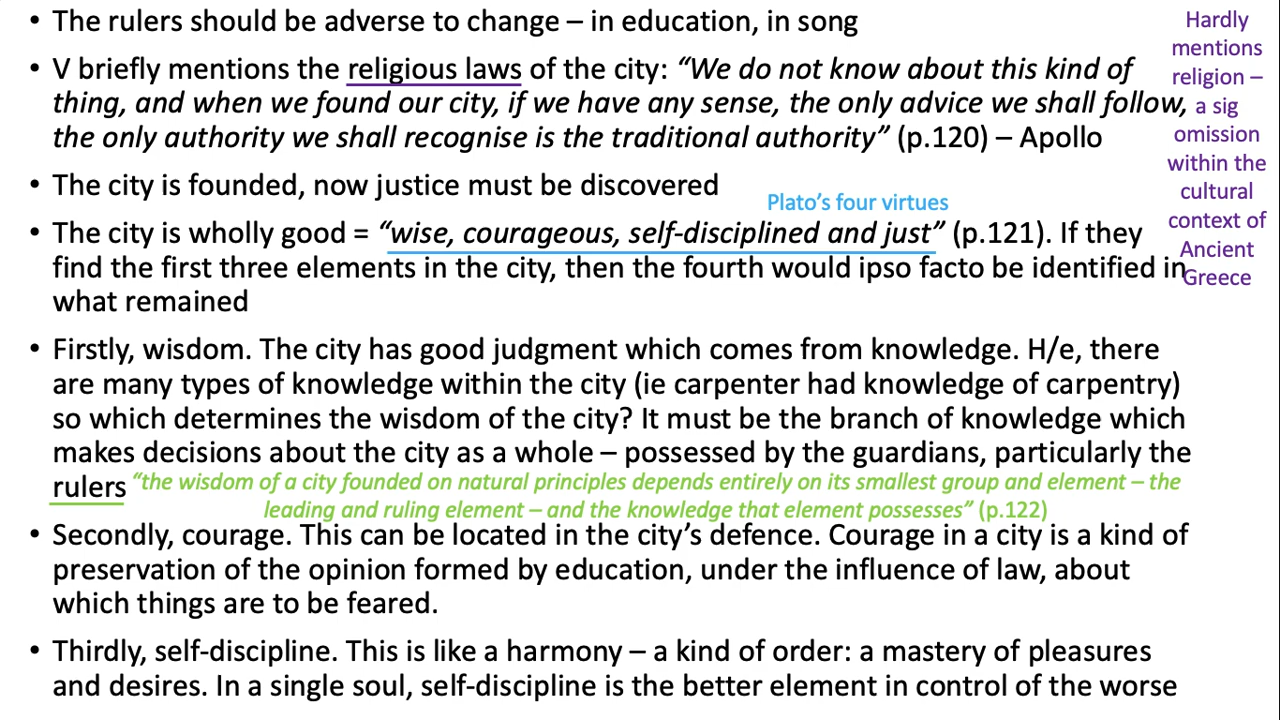 • The rulers should be adverse to change – in education, in song
• V briefly mentions the religious laws of the city: “We do not know about this kind of
thing, and when we found our city, if we have any sense, the only advice we shall follow,
the only authority we shall recognise is the traditional authority” (p.120) – Apollo
• The city is founded, now justice must be discovered
Plato’s four virtues
• The city is wholly good = “wise, courageous, self-disciplined and just” (p.121). If they
find the first three elements in the city, then the fourth would ipso facto be identified in
what remained
• Firstly, wisdom. The city has good judgment which comes from knowledge. H/e, there
are many types of knowledge within the city (ie carpenter had knowledge of carpentry)
so which determines the wisdom of the city? It must be the branch of knowledge which
makes decisions about the city as a whole – possessed by the guardians, particularly the
rulers
“the wisdom of a city founded on natural principles depends entirely on its smallest group and element – the
leading and ruling element – and the knowledge that element possesses” (p.122)
• Secondly, courage. This can be located in the city’s defence. Courage in a city is a kind of
preservation of the opinion formed by education, under the influence of law, about
which things are to be feared.
• Thirdly, self-discipline. This is like a harmony – a kind of order: a mastery of pleasures
and desires. In a single soul, self-discipline is the better element in control of the worse
Hardly
mentions
religion –
a sig
omission
within the
cultural
context of
Ancient
Greece